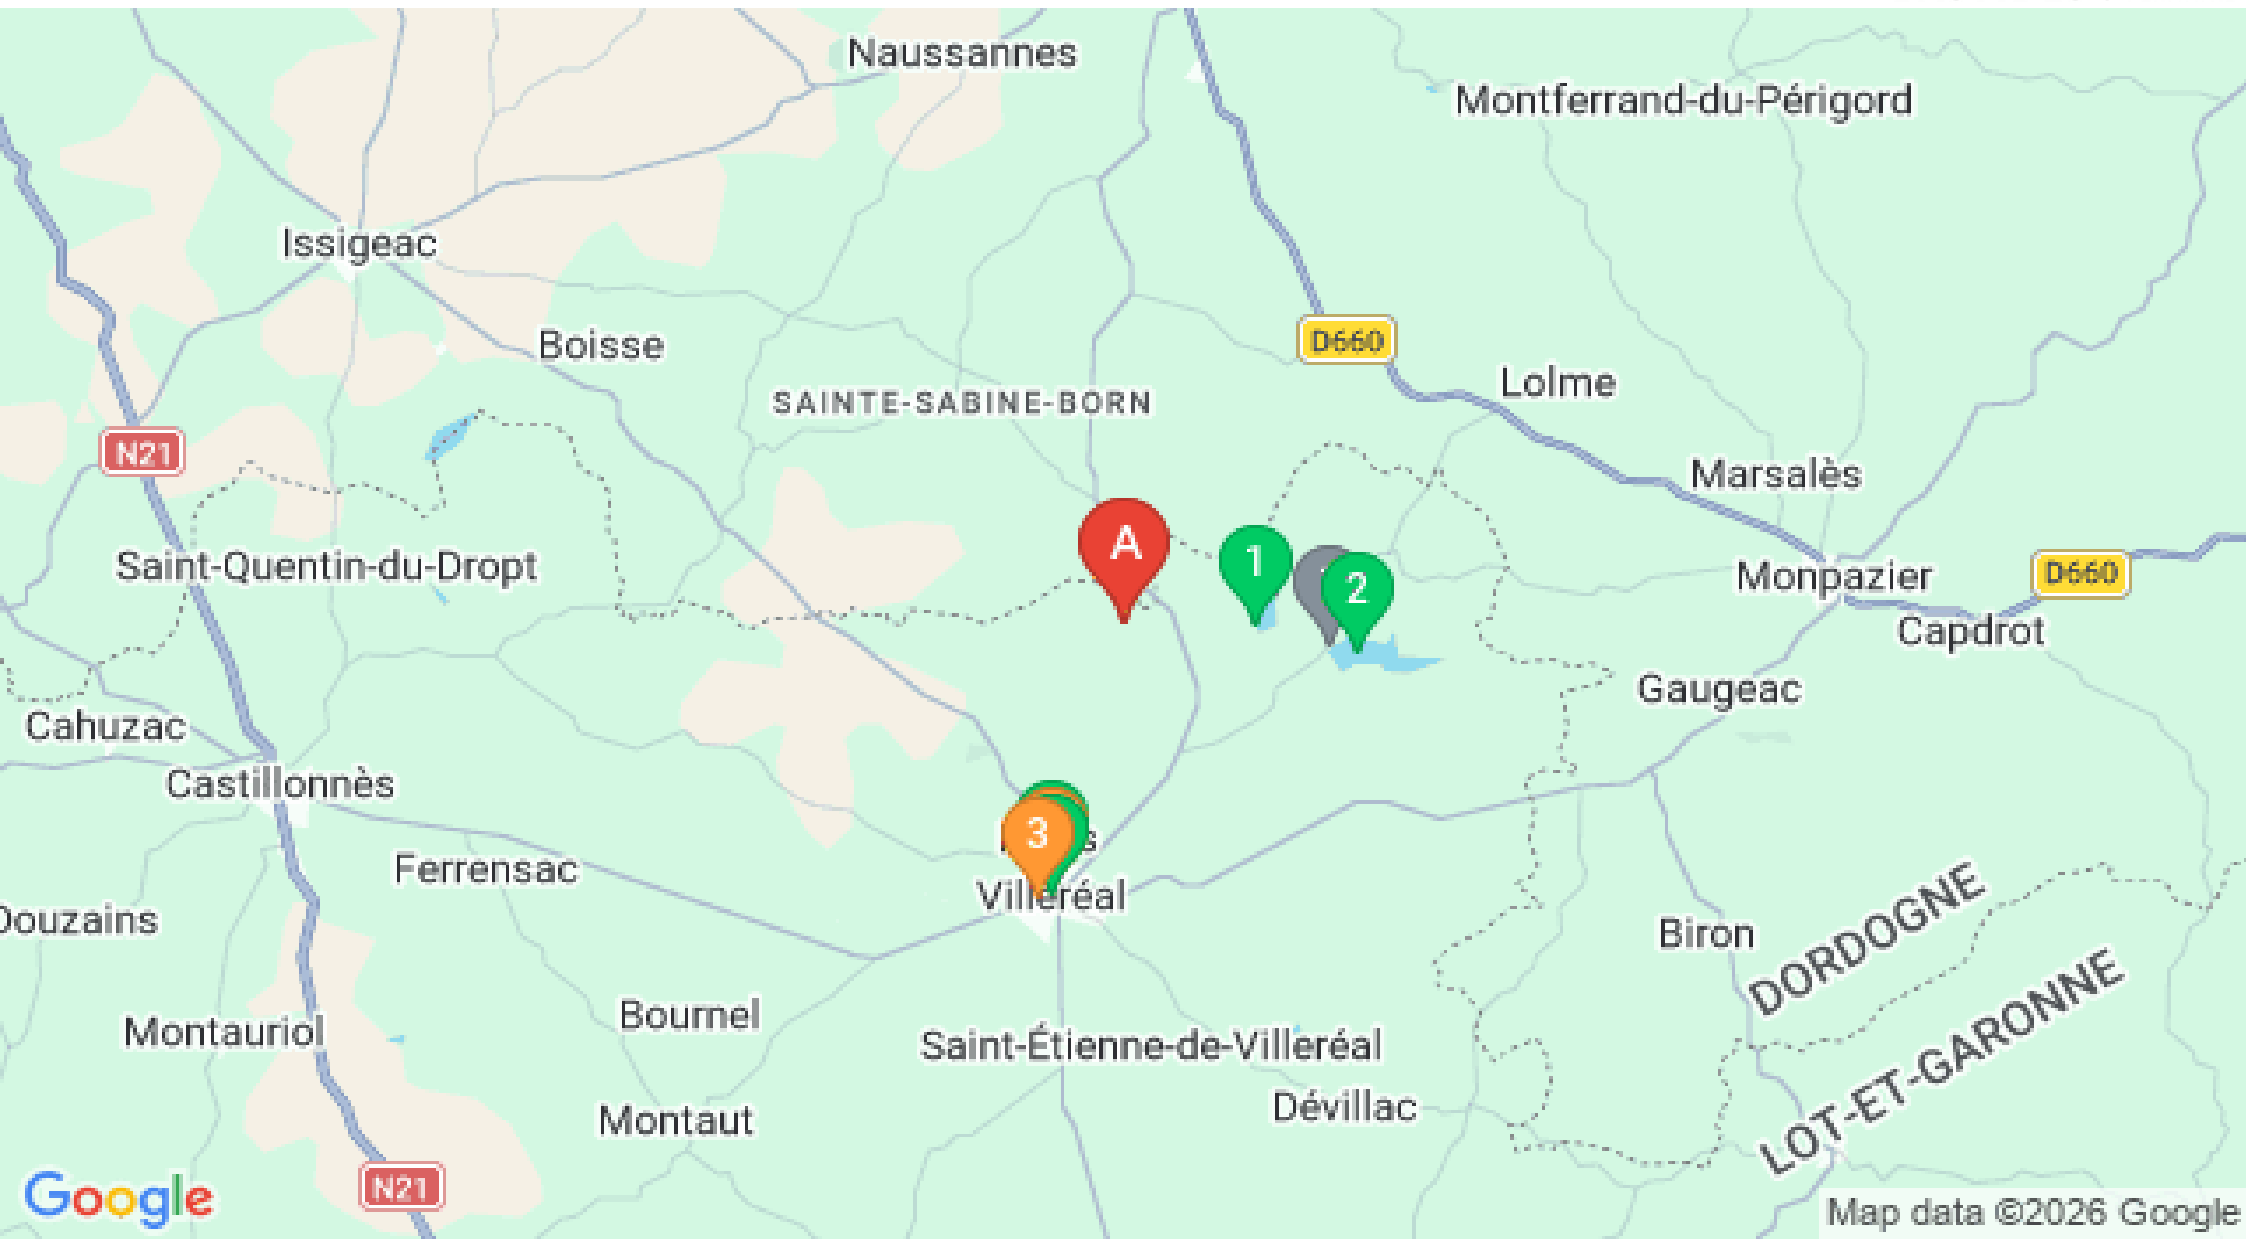 Naussannes
Montferrand-du-Périgord
Issigeac
Boisse
D660
Lolme
SAINTE-SABINE-BORN
N21
Marsalès
A
1
2
Saint-Quentin-du-Dropt
Monpazier
D660
Capdrot
Gaugeac
Cahuzac
Castillonnès
3
Ferrensac
Villeréal
Douzains
Biron
DORDOGNE
LOT-ET-GARONNE
Bournel
Montauriol
Saint-Étienne-de-Villeréal
Dévillac
Montaut
N21
Google
Map data ©2026 Google